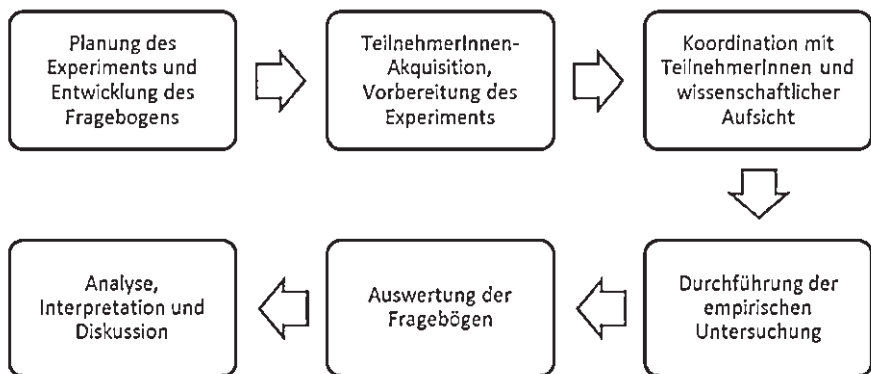 Planung des
Experiments und
Entwicklung des
Fragebogens
TeilnehmerInnen-
Akquisition,
Vorbereitung des
Experiments
Koordination mit
TeilnehmerInnen und
wissenschaftlicher
Aufsicht
Durchführung der
empirischen
Untersuchung
Auswertung der
Fragebögen
Analyse,
Interpretation und
Diskussion